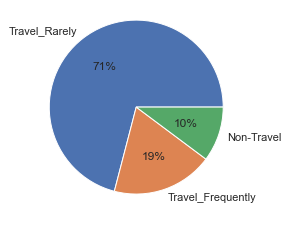 Travel_Rarely
71%
10%
Non-Travel
19%
Travel_Frequently